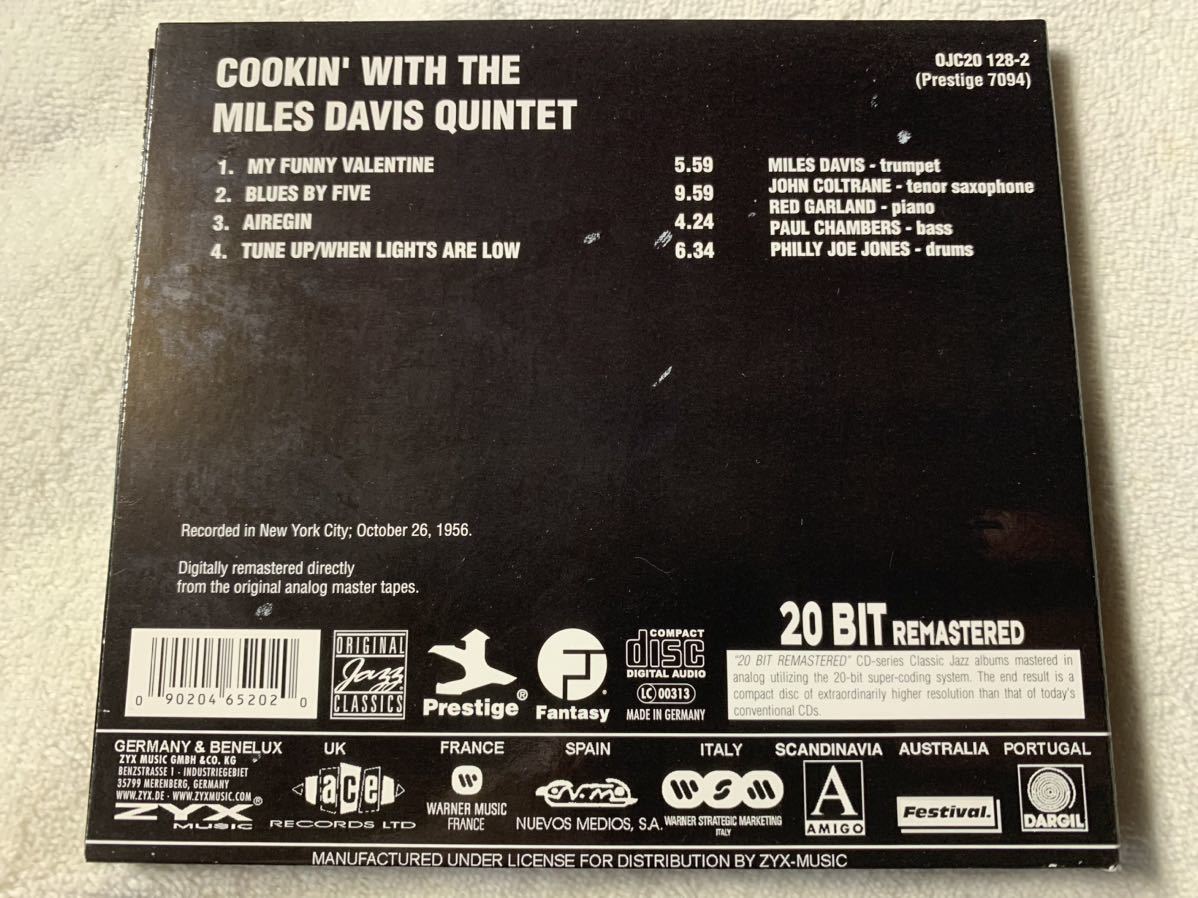 COOKIN' WITH THE
MILES DAVIS QUINTET
OJC20 128-2
(Prestige 7094)
1. MY FUNNY VALENTINE 5.59
2. BLUES BY FIVE 9.59
3. AIREGIN 4.24
4. TUNE UP/WHEN LIGHTS ARE LOW 6.34
MILES DAVIS - trumpet
JOHN COLTRANE - tenor saxophone
RED GARLAND - piano
PAUL CHAMBERS - bass
PHILLY JOE JONES - drums
Recorded in New York City; October 26, 1956.
Digitally remastered directly
from the original analog master tapes.
0 90204 65202 0
ORIGINAL
Jazz
CLASSICS
Prestige®
Fantasy
COMPACT
disc
DIGITAL AUDIO
LC 00313
MADE IN GERMANY
20 BIT REMASTERED
"20 BIT REMASTERED" CD-series Classic Jazz albums mastered in
analog utilizing the 20-bit super-coding system. The end result is a
compact disc of extraordinarily higher resolution than that of today's
conventional CDs.
GERMANY & BENELUX
ZYX MUSIC GMBH &CO. KG
BENZSTRASSE 1 - INDUSTRIEGEBIET
35799 MERENBERG, GERMANY
WWW.ZYX.DE - WWW.ZYXMUSIC.COM
ZYX®
MUSIC
UK
ace
RECORDS LTD
FRANCE
WARNER MUSIC
FRANCE
SPAIN
n.m.
NUEVOS MEDIOS, S.A.
ITALY
WSM
WARNER STRATEGIC MARKETING
ITALY
SCANDINAVIA
A
AMIGO
AUSTRALIA
Festival.
PORTUGAL
DARGIL
MANUFACTURED UNDER LICENSE FOR DISTRIBUTION BY ZYX-MUSIC